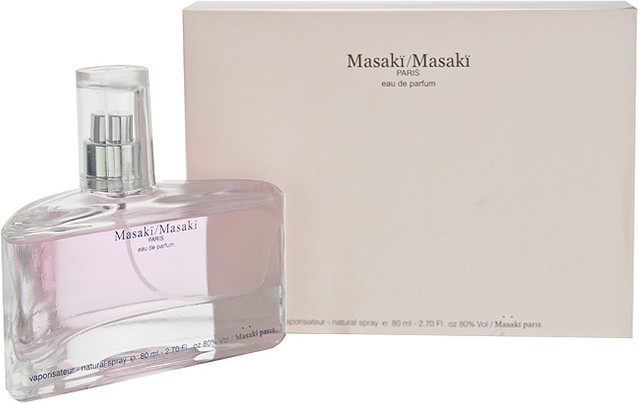 Masakï/Masakï
PARIS
eau de parfum
vaporisateur - natural spray ℮ 80 ml - 2.70 Fl. oz 80% Vol / Masakï paris
Masakï/Masakï
PARIS
eau de parfum
vaporisateur - natural spray ℮ 80 ml - 2.70 FL. oz 80% Vol / Masakï paris